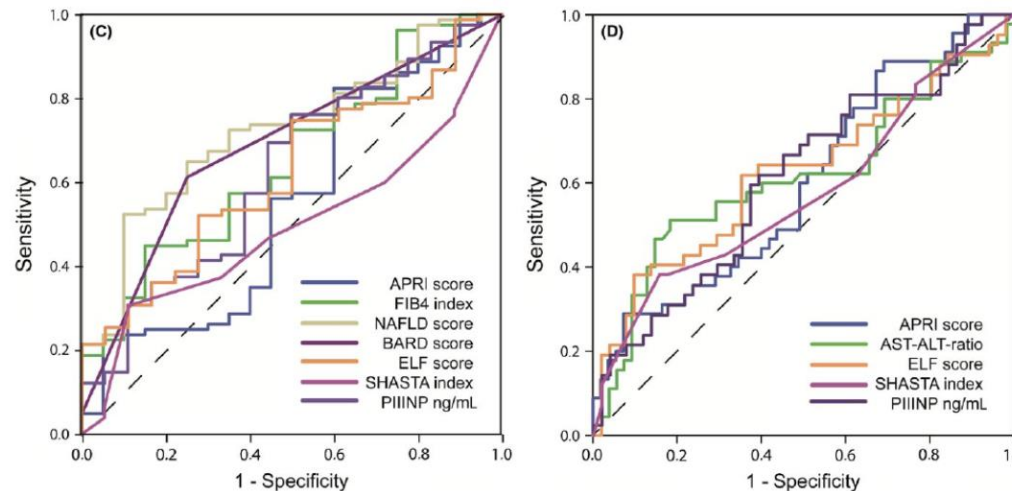 (C)
1.0
0.8
0.6
0.4
0.2
0.0
Sensitivity
APRI score
FIB4 index
NAFLD score
BARD score
ELF score
SHASTA index
PIIINP ng/mL
0.0 0.2 0.4 0.6 0.8 1.0
1 - Specificity
(D)
1.0
0.8
0.6
0.4
0.2
0.0
Sensitivity
APRI score
AST-ALT-ratio
ELF score
SHASTA index
PIIINP ng/mL
0.0 0.2 0.4 0.6 0.8
1 - Specificity